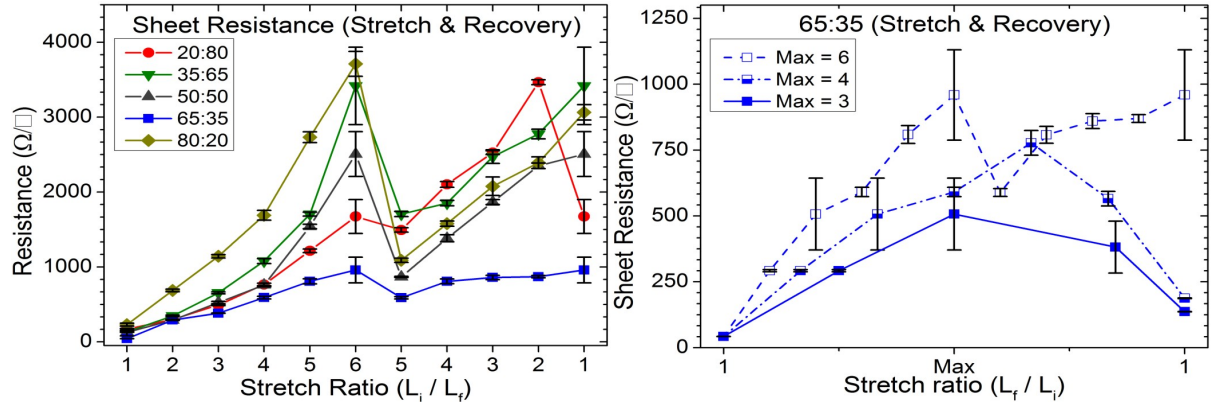 Sheet Resistance (Stretch & Recovery)
20:80
35:65
50:50
65:35
80:20
Resistance (Ω/□)
4000
3000
2000
1000
0
1 2 3 4 5 6 5 4 3 2 1
Stretch Ratio (Lᵢ / L_f)
65:35 (Stretch & Recovery)
Max = 6
Max = 4
Max = 3
Sheet Resistance (Ω/□)
1250
1000
750
500
250
0
1 Max 1
Stretch ratio (L_f / Lᵢ)